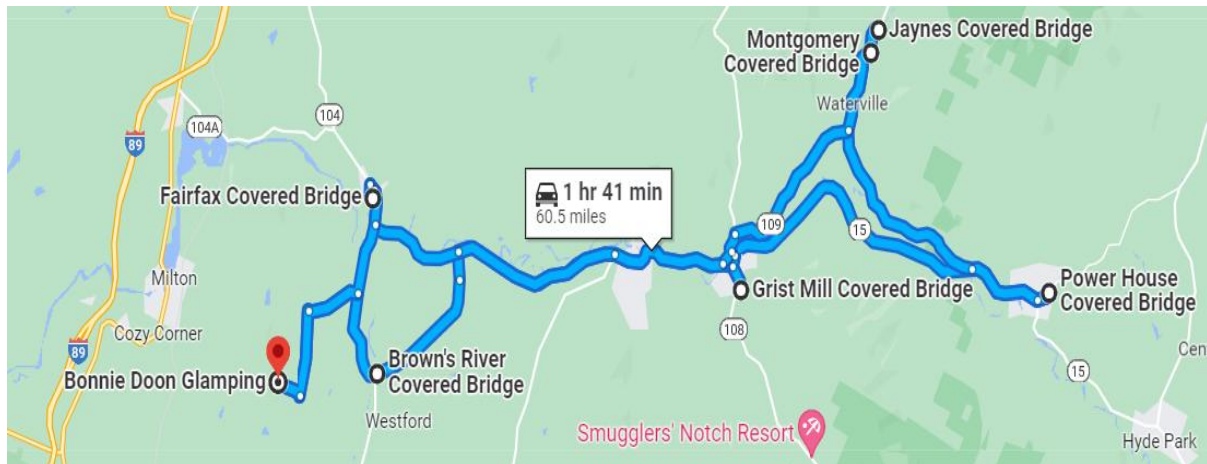 Jaynes Covered Bridge
Montgomery
Covered Bridge
Waterville
104
104A
89
Fairfax Covered Bridge
1 hr 41 min
60.5 miles
109
15
Milton
Power House
Covered Bridge
Grist Mill Covered Bridge
Cozy Corner
108
89
Brown's River
Covered Bridge
Bonnie Doon Glamping
Cen
15
Westford
Smugglers' Notch Resort
Hyde Park